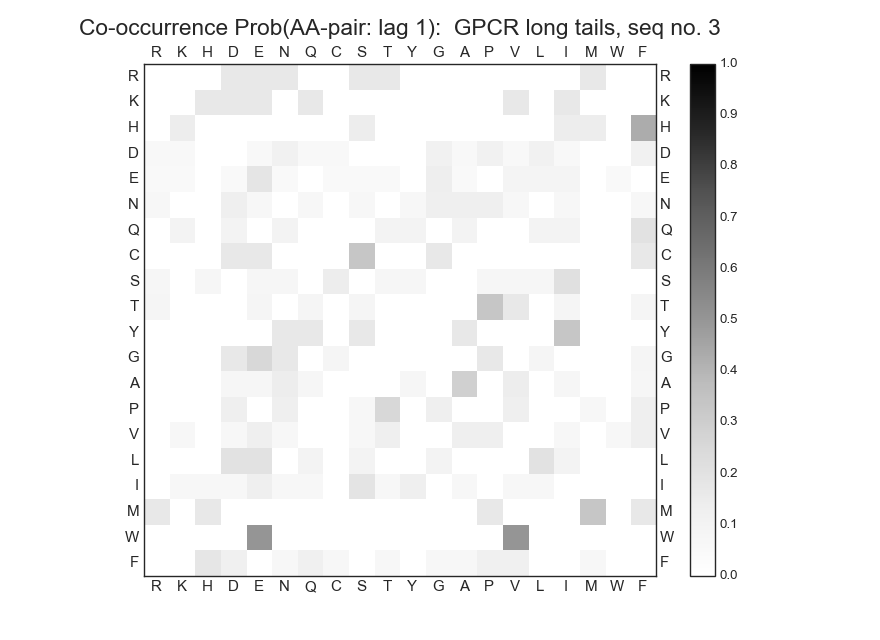 Co-occurrence Prob(AA-pair: lag 1):  GPCR long tails, seq no. 3
R K H D E N Q C S T Y G A P V L I M W F
R R 1.0
K K 0.9
H H
D D 0.8
E E
N N 0.7
Q Q
C C 0.6
S S
T T 0.5
Y Y
G G 0.4
A A
P P 0.3
V V
L L 0.2
I I
M M 0.1
W W
F F 0.0
R K H D E N Q C S T Y G A P V L I M W F